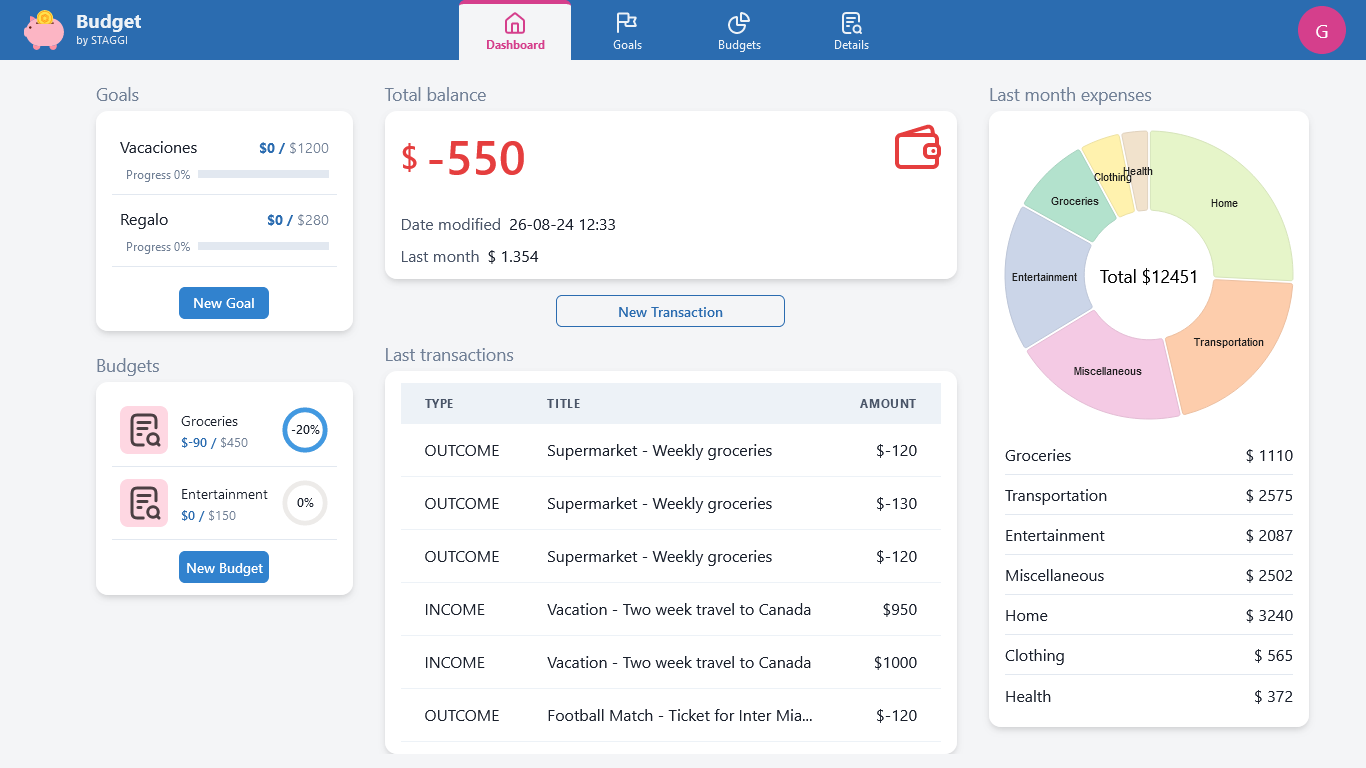 Budget
by STAGGI
Dashboard
Goals
Budgets
Details
G
Goals
Vacaciones $0 / $1200
Progress 0%
Regalo $0 / $280
Progress 0%
New Goal
Budgets
Groceries
$-90 / $450
-20%
Entertainment
$0 / $150
0%
New Budget
Total balance
$ -550
Date modified 26-08-24 12:33
Last month $ 1.354
New Transaction
Last transactions
TYPE TITLE AMOUNT
OUTCOME Supermarket - Weekly groceries $-120
OUTCOME Supermarket - Weekly groceries $-130
OUTCOME Supermarket - Weekly groceries $-120
INCOME Vacation - Two week travel to Canada $950
INCOME Vacation - Two week travel to Canada $1000
OUTCOME Football Match - Ticket for Inter Mia... $-120
Last month expenses
Health
Clothing
Groceries
Home
Entertainment
Total $12451
Transportation
Miscellaneous
Groceries $ 1110
Transportation $ 2575
Entertainment $ 2087
Miscellaneous $ 2502
Home $ 3240
Clothing $ 565
Health $ 372